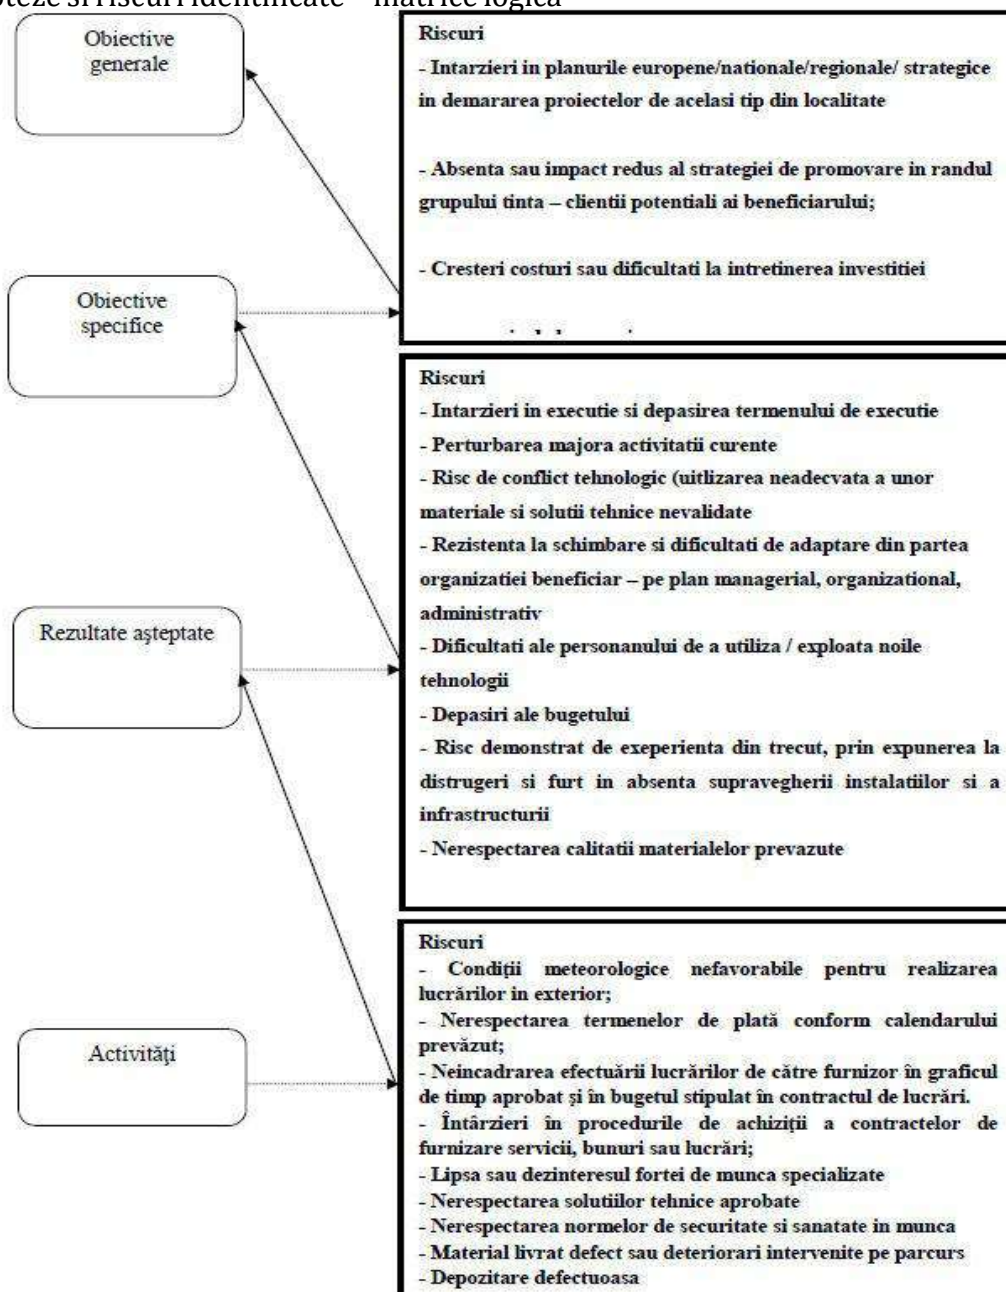 si riscuri identificate – matrice logica
Obiective
generale
Riscuri
- Intarzieri in planurile europene/nationale/regionale/ strategice
in demararea proiectelor de acelasi tip din localitate
- Absenta sau impact redus al strategiei de promovare in randul
grupului tinta – clientii potentiali ai beneficiarului;
- Cresteri costuri sau dificultati la intretinerea investitiei
Obiective
specifice
Riscuri
- Intarzieri in executie si depasirea termenului de executie
- Perturbarea majora activitatii curente
- Risc de conflict tehnologic (uitlizarea neadecvata a unor
materiale si solutii tehnice nevalidate
- Rezistenta la schimbare si dificultati de adaptare din partea
organizatiei beneficiar – pe plan managerial, organizational,
administrativ
- Dificultati ale personanului de a utiliza / exploata noile
tehnologii
- Depasiri ale bugetului
- Risc demonstrat de exeperienta din trecut, prin expunerea la
distrugeri si furt in absenta supravegherii instalatiilor si a
infrastructurii
- Nerespectarea calitatii materialelor prevazute
Rezultate aşteptate
Riscuri
- Condiţii meteorologice nefavorabile pentru realizarea
lucrărilor in exterior;
- Nerespectarea termenelor de plată conform calendarului
prevăzut;
- Neincadrarea efectuării lucrărilor de către furnizor în graficul
de timp aprobat şi în bugetul stipulat în contractul de lucrări.
- Întârzieri în procedurile de achiziţii a contractelor de
furnizare servicii, bunuri sau lucrări;
- Lipsa sau dezinteresul fortei de munca specializate
- Nerespectarea solutiilor tehnice aprobate
- Nerespectarea normelor de securitate si sanatate in munca
- Material livrat defect sau deteriorari intervenite pe parcurs
- Depozitare defectuoasa
Activităţi